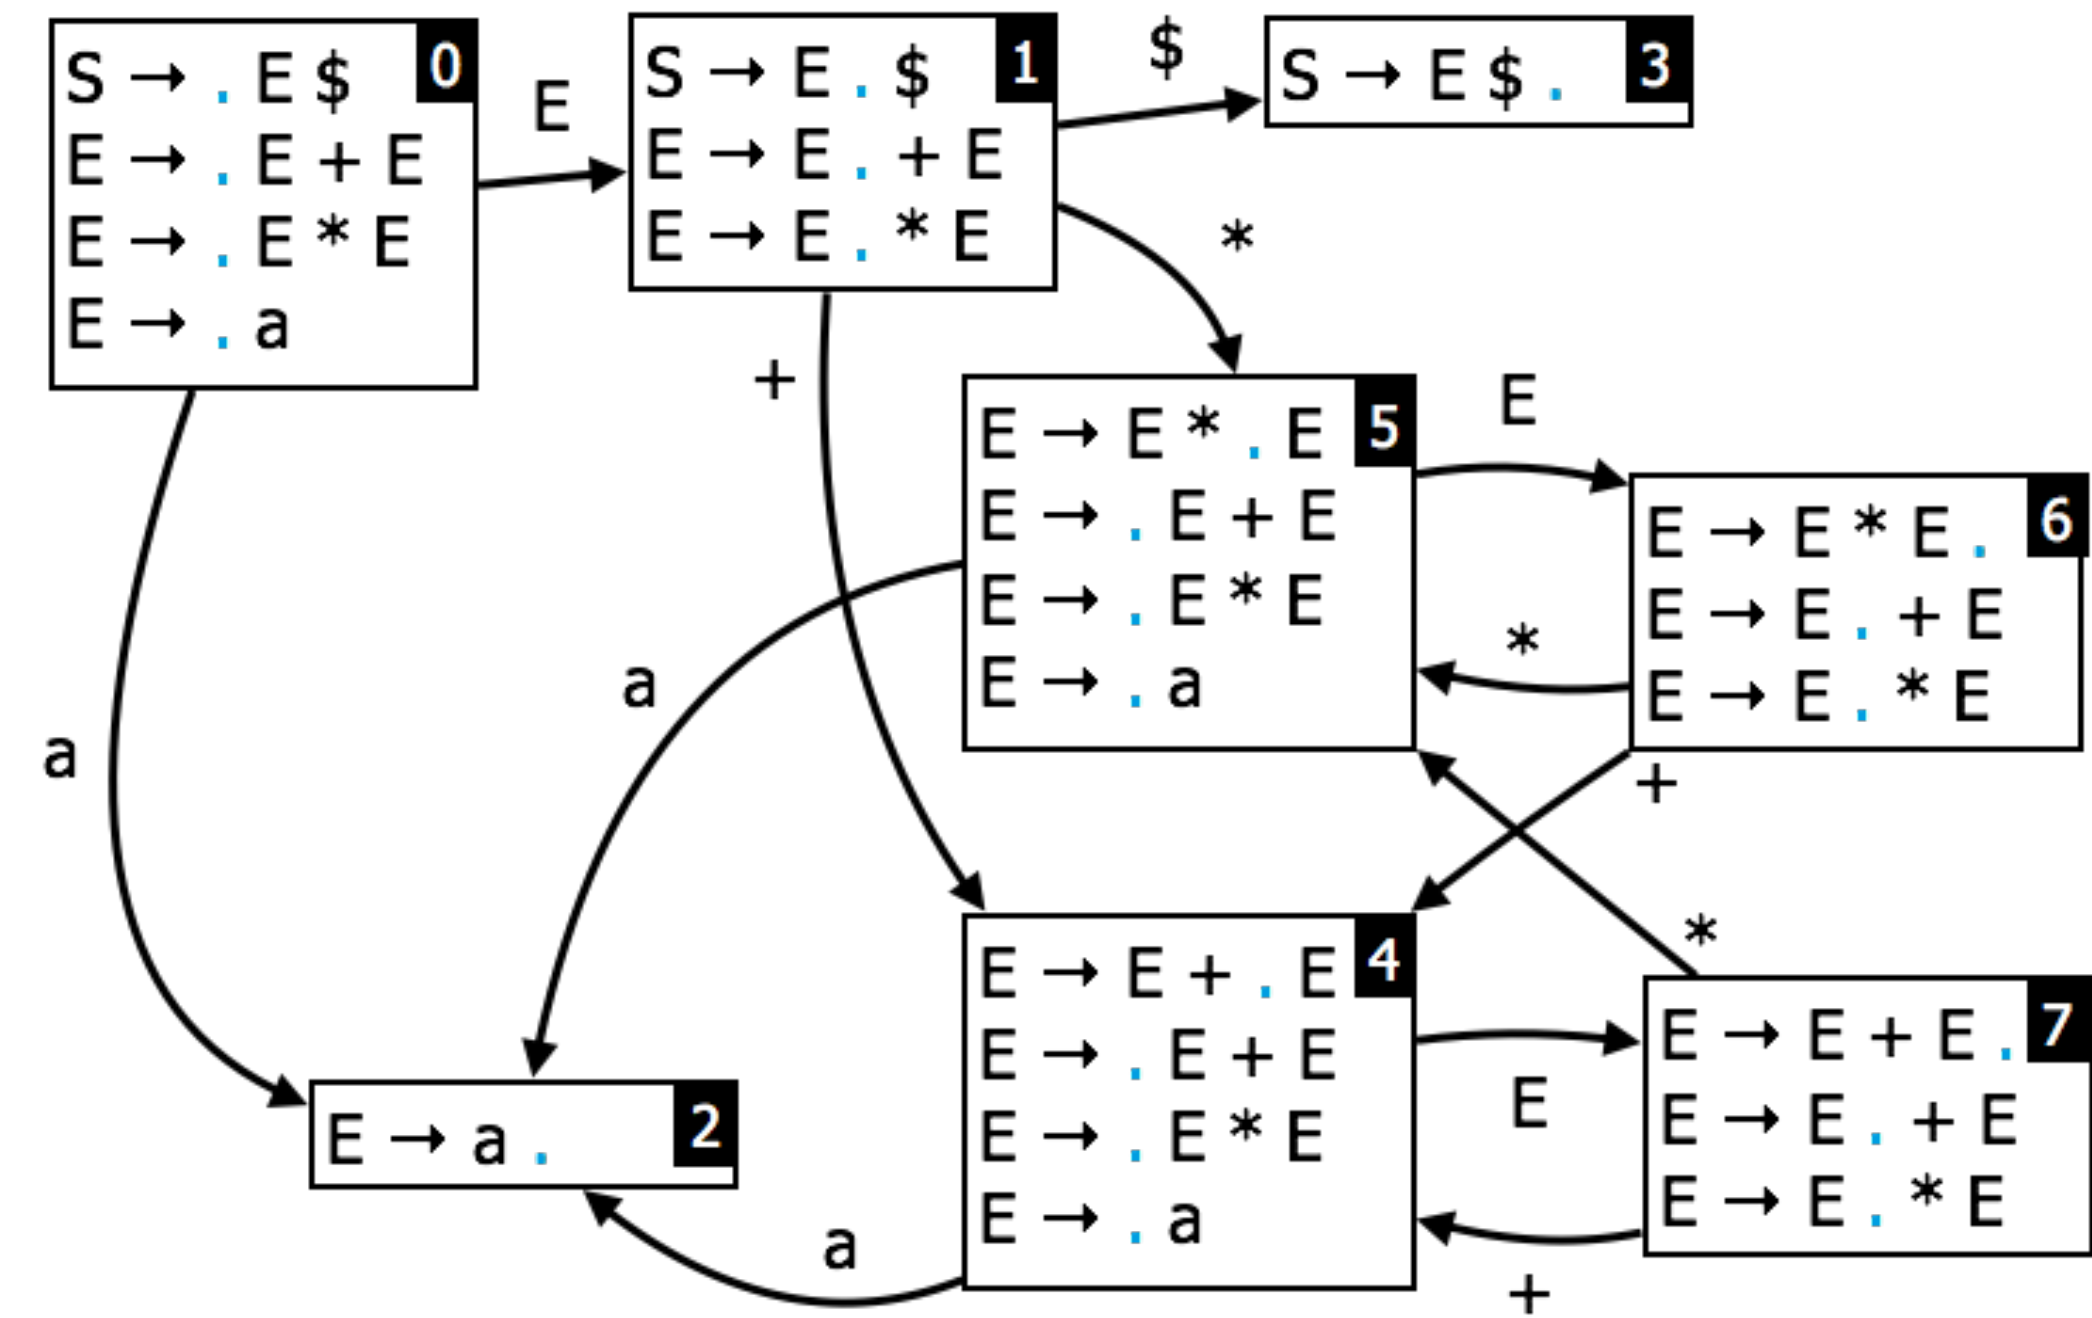 0
S → . E $
E → . E + E
E → . E * E
E → . a
E
1
S → E . $
E → E . + E
E → E . * E
$
3
S → E $ .
*
+
5
E → E * . E
E → . E + E
E → . E * E
E → . a
E
6
E → E * E .
E → E . + E
E → E . * E
*
a
a
+
*
4
E → E + . E
E → . E + E
E → . E * E
E → . a
E
7
E → E + E .
E → E . + E
E → E . * E
2
E → a .
a
+